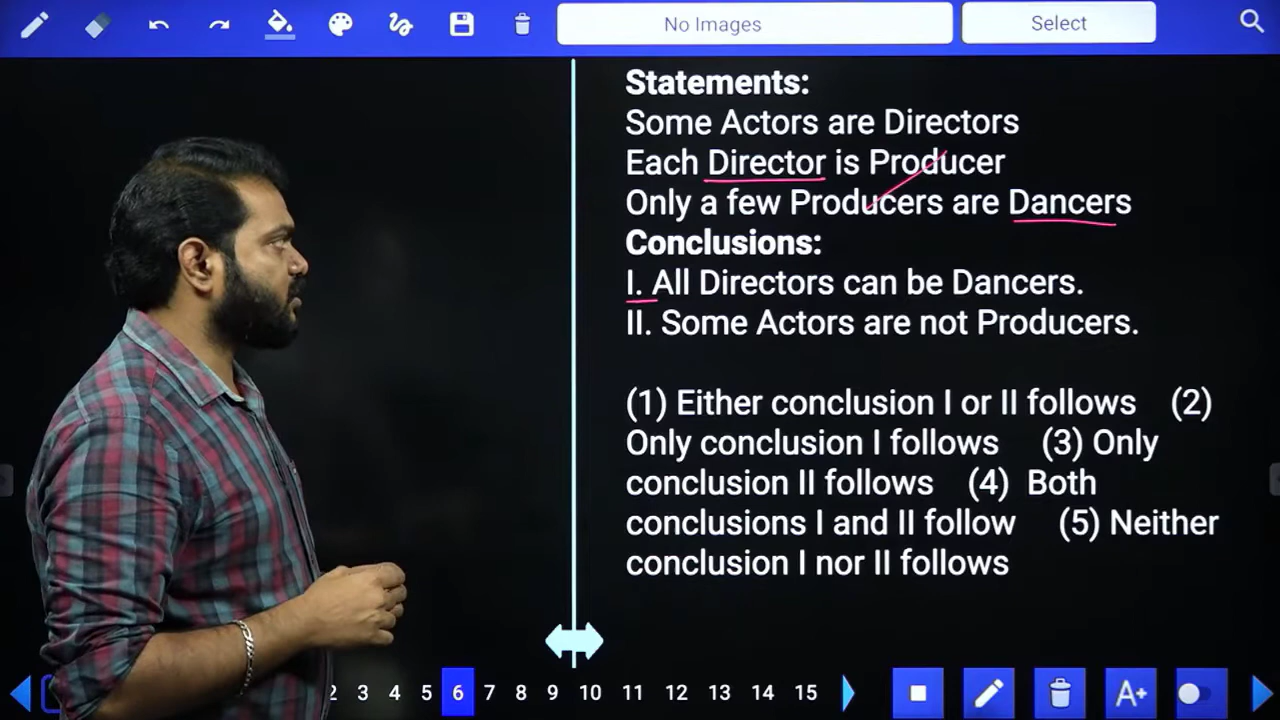 No Images
Select
Statements:
Some Actors are Directors
Each Director is Producer
Only a few Producers are Dancers
Conclusions:
I. All Directors can be Dancers.
II. Some Actors are not Producers.
(1) Either conclusion I or II follows (2)
Only conclusion I follows (3) Only
conclusion II follows (4) Both
conclusions I and II follow (5) Neither
conclusion I nor II follows
2 3 4 5 6 7 8 9 10 11 12 13 14 15
A+